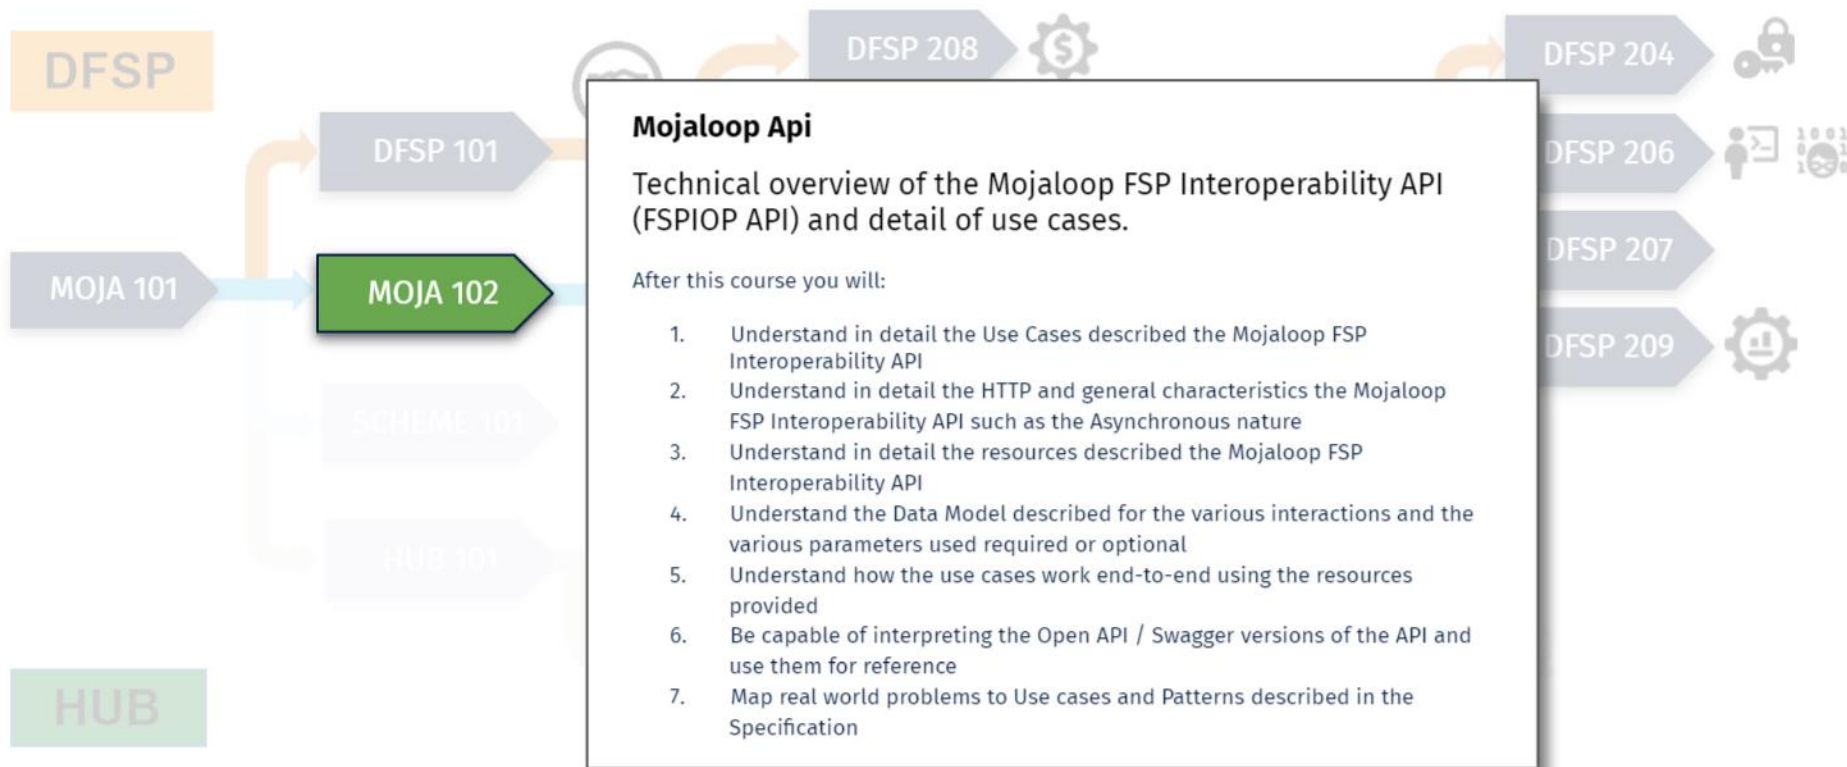 DFSP
DFSP 208
DFSP 204
DFSP 101
DFSP 206
MOJA 101
MOJA 102
DFSP 207
DFSP 209
SCHEME 101
HUB 101
HUB
Mojaloop Api
Technical overview of the Mojaloop FSP Interoperability API
(FSPIOP API) and detail of use cases.
After this course you will:
1. Understand in detail the Use Cases described the Mojaloop FSP
Interoperability API
2. Understand in detail the HTTP and general characteristics the Mojaloop
FSP Interoperability API such as the Asynchronous nature
3. Understand in detail the resources described the Mojaloop FSP
Interoperability API
4. Understand the Data Model described for the various interactions and the
various parameters used required or optional
5. Understand how the use cases work end-to-end using the resources
provided
6. Be capable of interpreting the Open API / Swagger versions of the API and
use them for reference
7. Map real world problems to Use cases and Patterns described in the
Specification